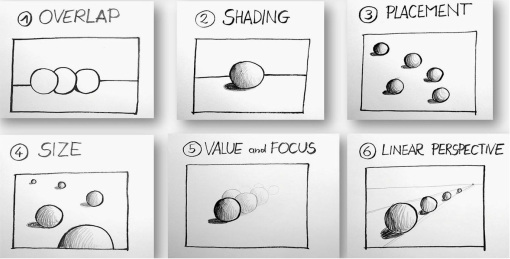 ① OVERLAP
② SHADING
③ PLACEMENT
④ SIZE
⑤ VALUE and FOCUS
⑥ LINEAR PERSPECTIVE